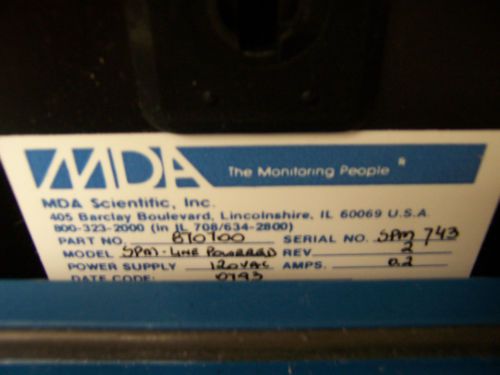 MDA The Monitoring People ®
MDA Scientific, Inc.
405 Barclay Boulevard, Lincolnshire, IL 60069 U.S.A.
800-323-2000 (in IL 708/634-2800)
PART NO. 870700 SERIAL NO. SPM 743
MODEL SPM-LINE POWERED REV 2
POWER SUPPLY 120VAC AMPS. 0.2
DATE CODE: 0793